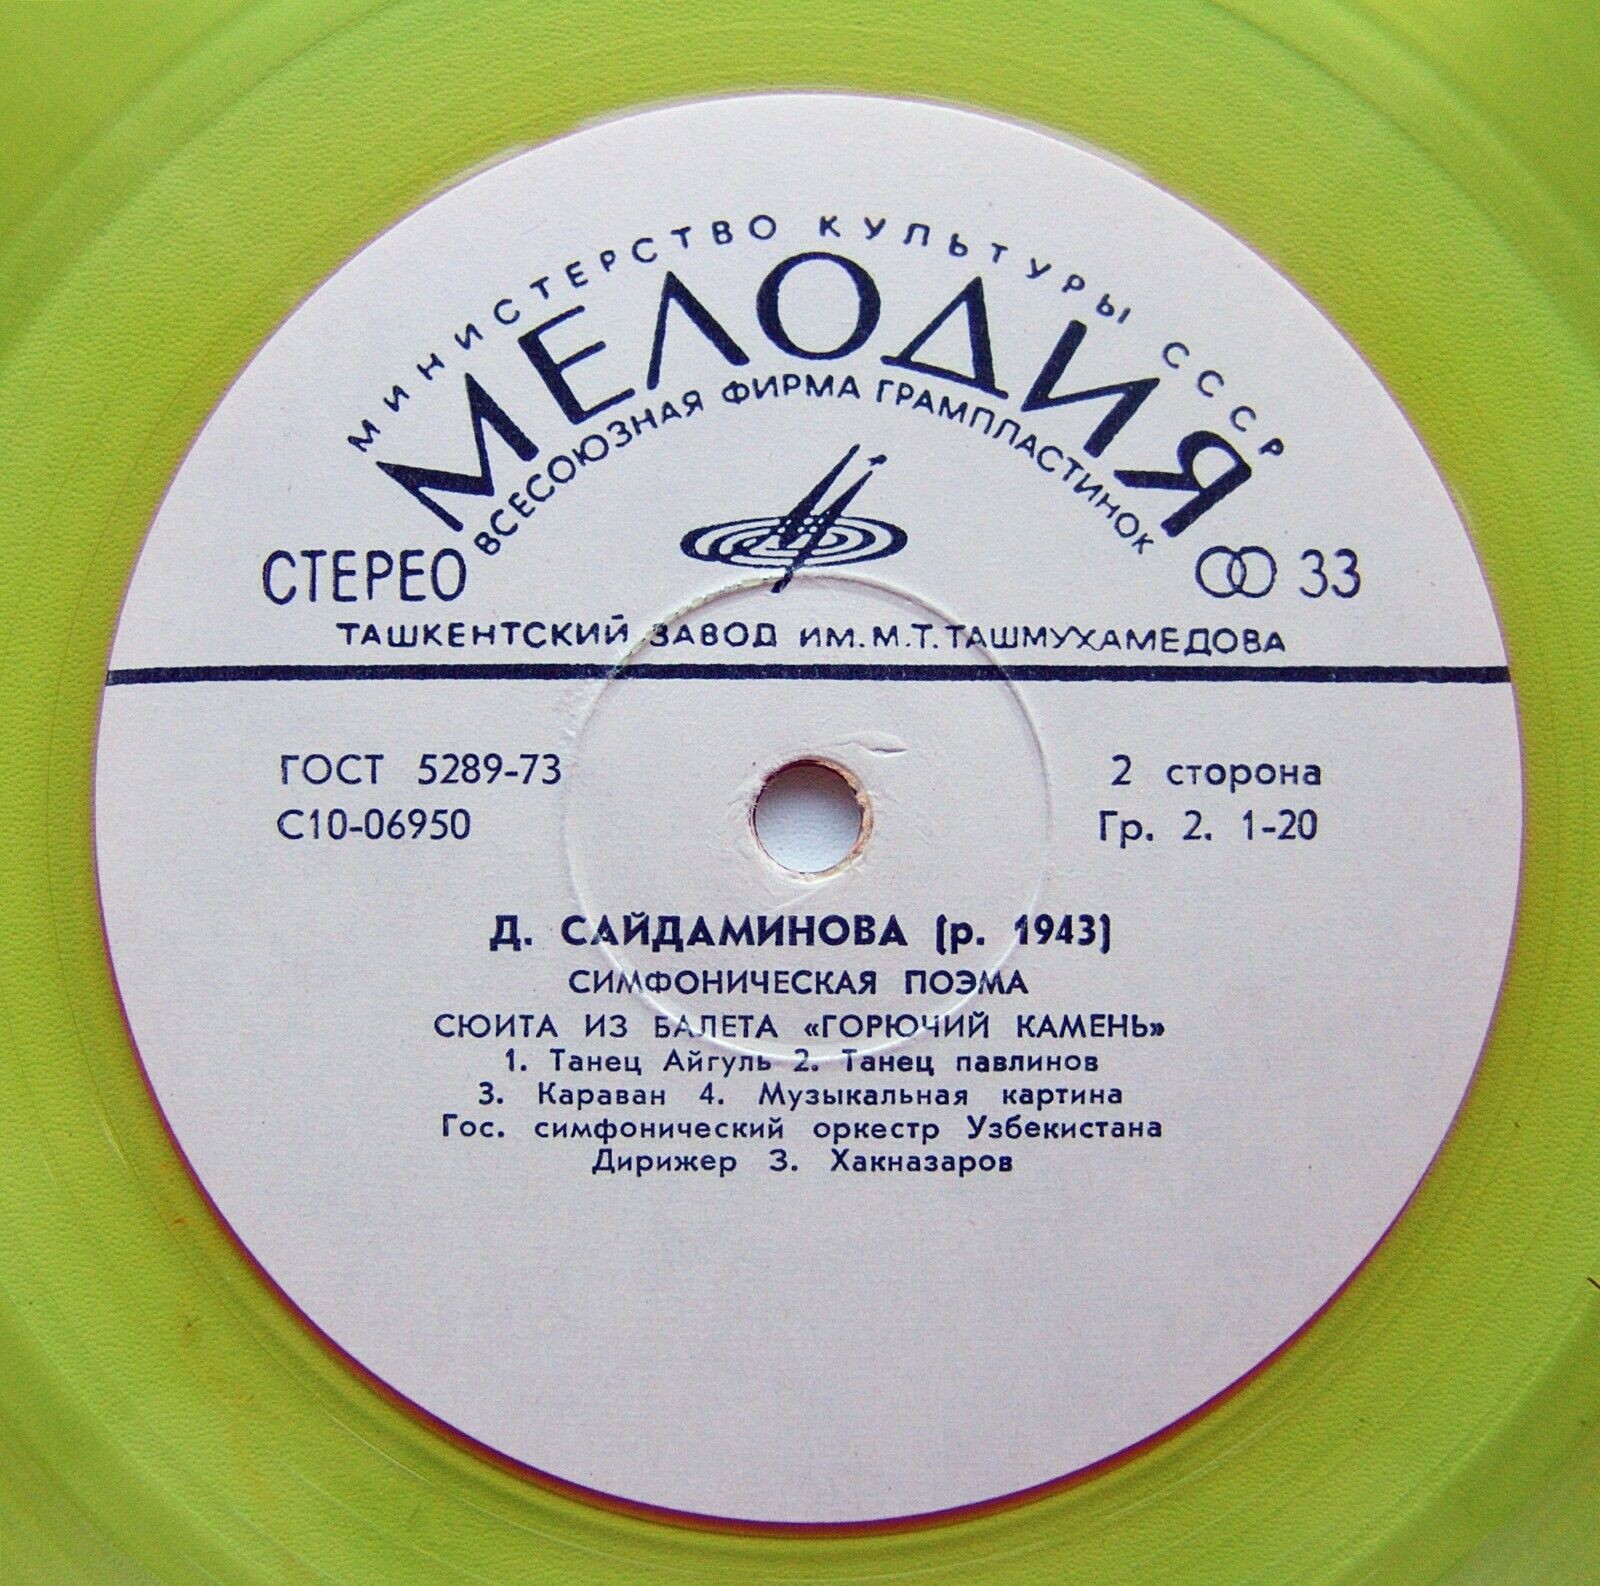 МИНИСТЕРСТВО КУЛЬТУРЫ СССР
МЕЛОДИЯ
ВСЕСОЮЗНАЯ ФИРМА ГРАМПЛАСТИНОК
СТЕРЕО 33
ТАШКЕНТСКИЙ ЗАВОД ИМ. М. Т. ТАШМУХАМЕДОВА
ГОСТ 5289-73 2 сторона
С10-06950 Гр. 2. 1-20
Д. САЙДАМИНОВА (р. 1943)
СИМФОНИЧЕСКАЯ ПОЭМА
СЮИТА ИЗ БАЛЕТА «ГОРЮЧИЙ КАМЕНЬ»
1. Танец Айгуль 2. Танец павлинов
3. Караван 4. Музыкальная картина
Гос. симфонический оркестр Узбекистана
Дирижер З. Хакназаров